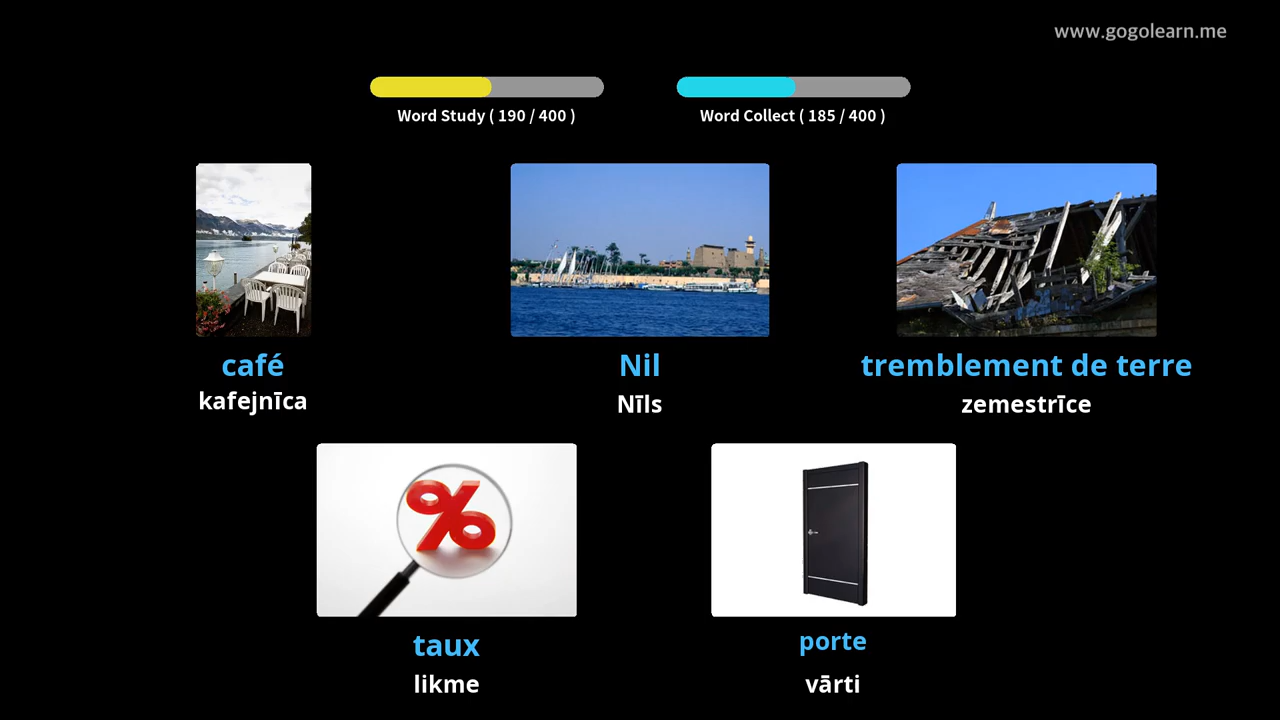 www.gogolearn.me
Word Study ( 190 / 400 )
Word Collect ( 185 / 400 )
café
kafejnīca
Nil
Nīls
tremblement de terre
zemestrīce
%
taux
likme
porte
vārti